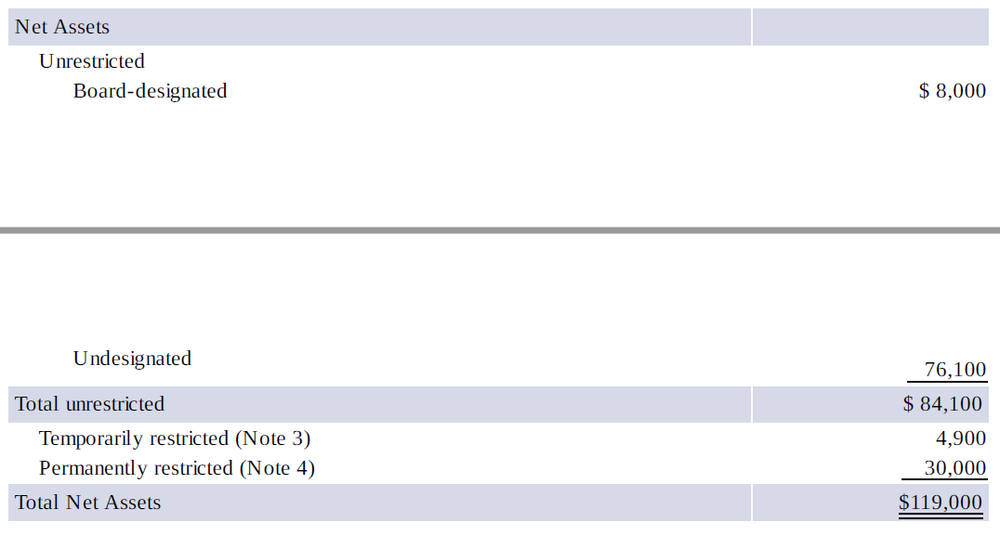 Net Assets
Unrestricted
Board-designated $ 8,000
Undesignated 76,100
Total unrestricted $ 84,100
Temporarily restricted (Note 3) 4,900
Permanently restricted (Note 4) 30,000
Total Net Assets $119,000